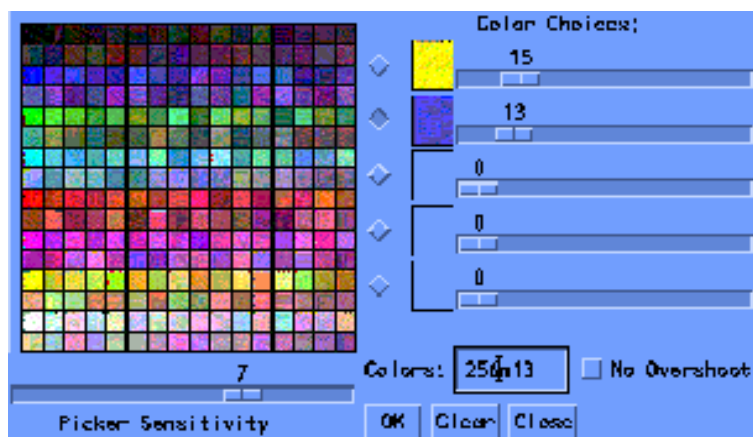 Color Choices:
15
13
0
0
0
7
Picker Sensitivity
Colors:
No Overshoot
OK Clear Close